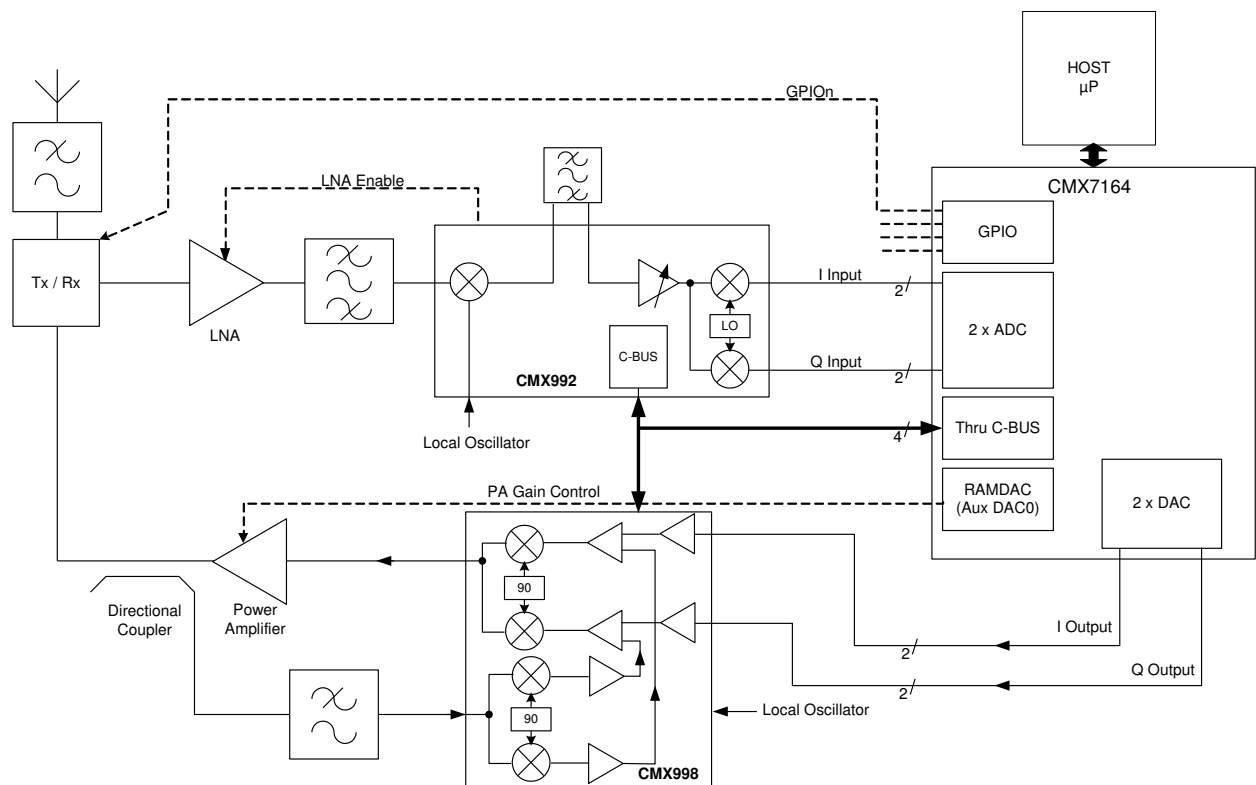 HOST
µP
GPIOn
CMX7164
LNA Enable
GPIO
Tx / Rx
I Input
2
LNA
LO
2 x ADC
C-BUS
Q Input
2
CMX992
Local Oscillator
4
Thru C-BUS
PA Gain Control
RAMDAC
(Aux DAC0)
2 x DAC
90
Directional
Coupler
Power
Amplifier
I Output
2
Q Output
2
90
Local Oscillator
CMX998